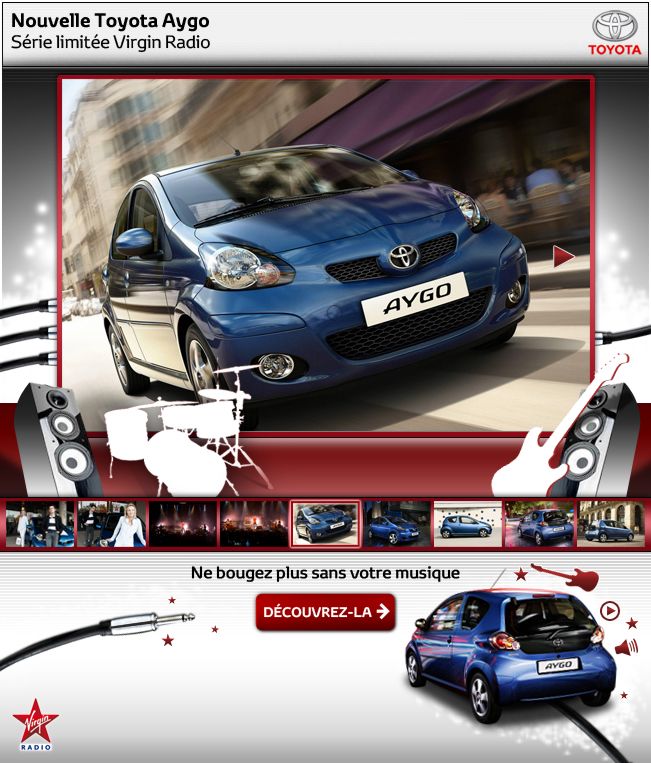 Nouvelle Toyota Aygo
Série limitée Virgin Radio
TOYOTA
AYGO
Ne bougez plus sans votre musique
DÉCOUVREZ-LA
AYGO
Virgin
RADIO